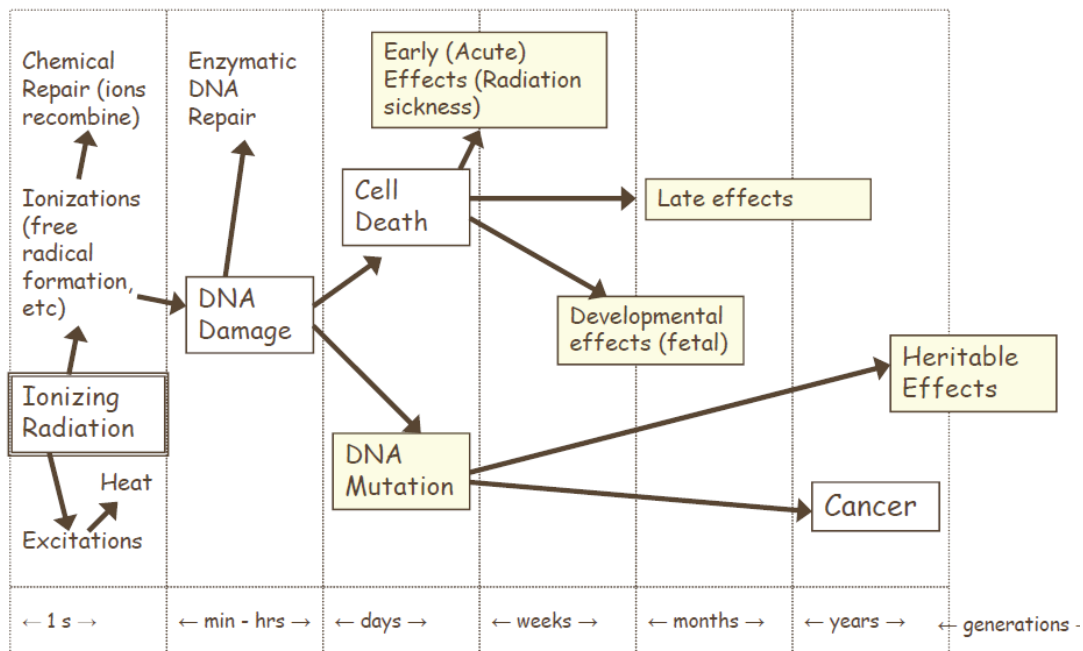 Chemical
Repair (ions
recombine)
Enzymatic
DNA
Repair
Early (Acute)
Effects (Radiation
sickness)
Ionizations
(free
radical
formation,
etc)
Cell
Death
Late effects
DNA
Damage
Developmental
effects (fetal)
Heritable
Effects
Ionizing
Radiation
DNA
Mutation
Heat
Cancer
Excitations
← 1 s →
← min - hrs →
← days →
← weeks →
← months →
← years →
← generations →